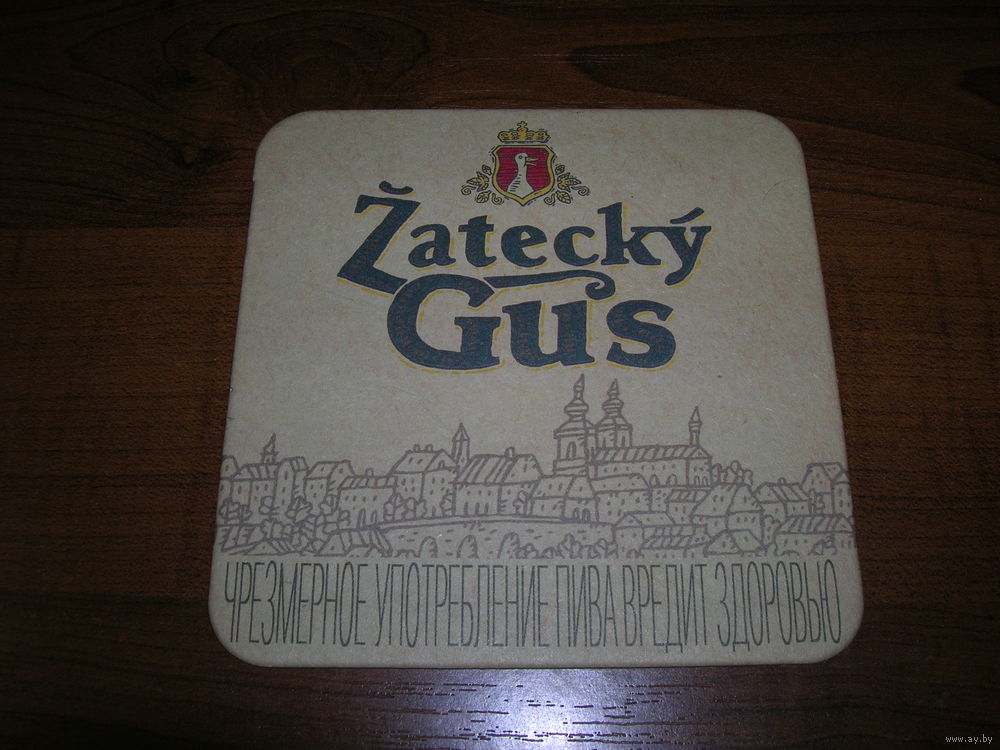 Žatecký
Gus
ЧРЕЗМЕРНОЕ УПОТРЕБЛЕНИЕ ПИВА ВРЕДИТ ЗДОРОВЬЮ
www.ay.by